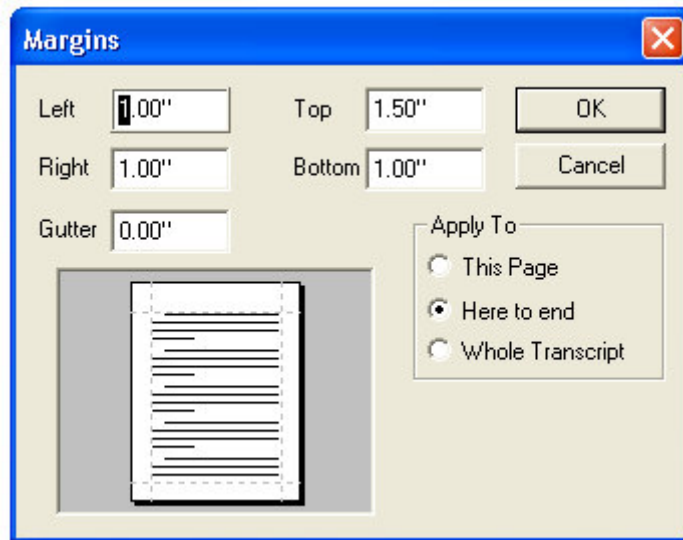 Margins
Left 1.00" Top 1.50" OK
Right 1.00" Bottom 1.00" Cancel
Gutter 0.00"
Apply To
This Page
Here to end
Whole Transcript